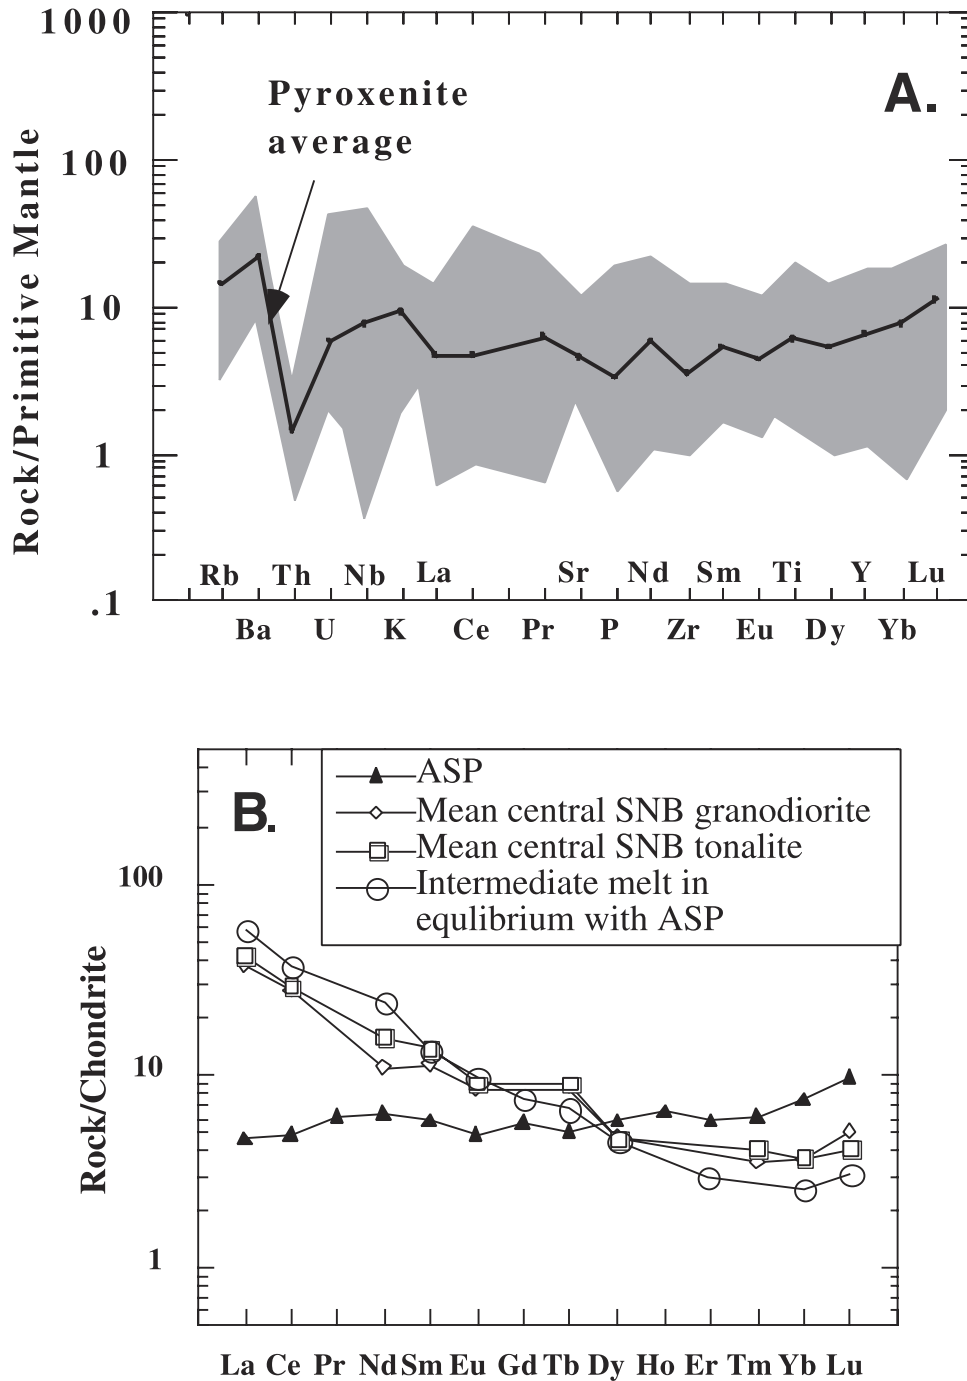 1000
Pyroxenite
average
A.
100
Rock/Primitive Mantle
10
1
Rb Th Nb La Sr Nd Sm Ti Y Lu
.1
Ba U K Ce Pr P Zr Eu Dy Yb
B.
ASP
Mean central SNB granodiorite
Mean central SNB tonalite
Intermediate melt in
equlibrium with ASP
100
Rock/Chondrite
10
1
La Ce Pr Nd Sm Eu Gd Tb Dy Ho Er Tm Yb Lu